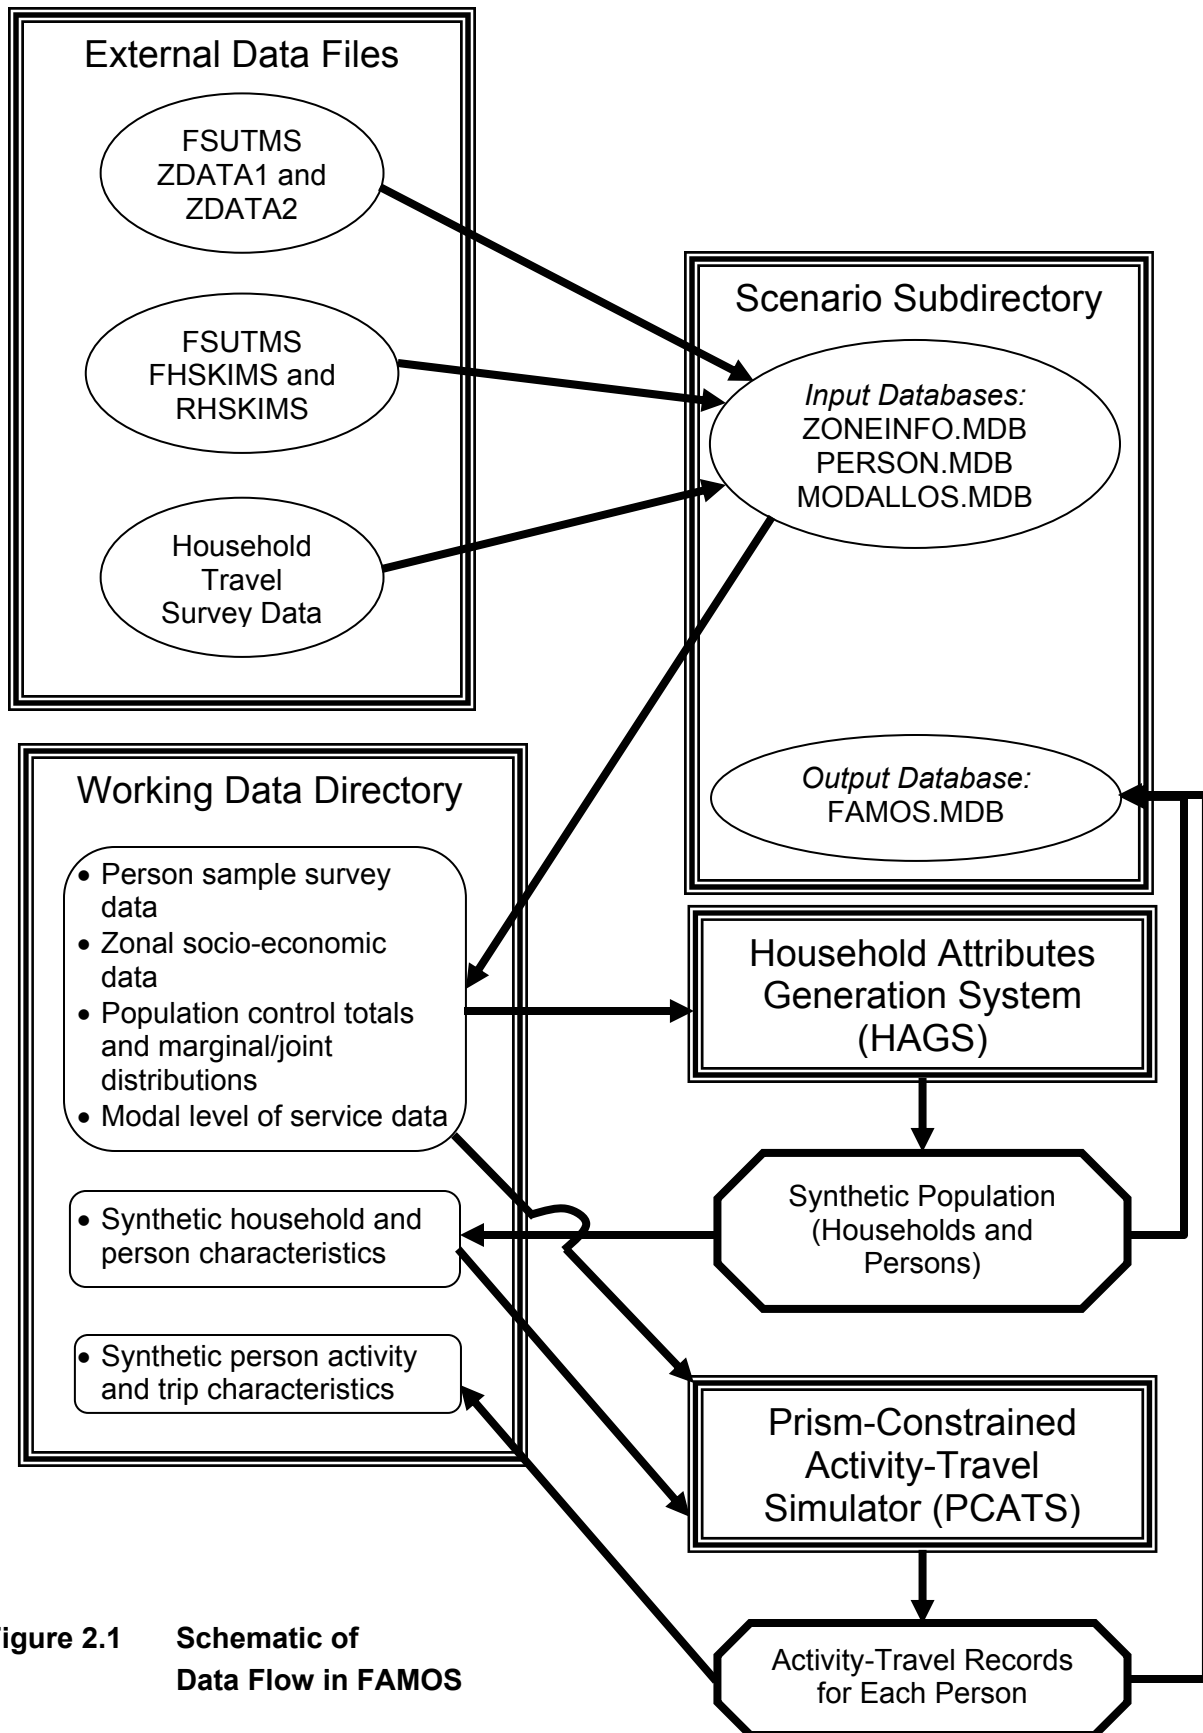 External Data Files
FSUTMS
ZDATA1 and
ZDATA2
FSUTMS
FHSKIMS and
RHSKIMS
Household
Travel
Survey Data
Scenario Subdirectory
Input Databases:
ZONEINFO.MDB
PERSON.MDB
MODALLOS.MDB
Output Database:
FAMOS.MDB
Working Data Directory
• Person sample survey
data
• Zonal socio-economic
data
• Population control totals
and marginal/joint
distributions
• Modal level of service data
• Synthetic household and
person characteristics
• Synthetic person activity
and trip characteristics
Household Attributes
Generation System
(HAGS)
Synthetic Population
(Households and
Persons)
Prism-Constrained
Activity-Travel
Simulator (PCATS)
Activity-Travel Records
for Each Person
igure 2.1 Schematic of
Data Flow in FAMOS